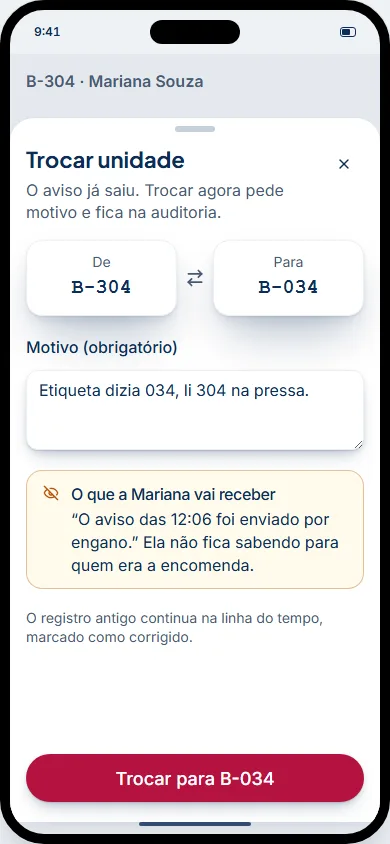 9:41
B-304 · Mariana Souza
Trocar unidade
O aviso já saiu. Trocar agora pede
motivo e fica na auditoria.
De
B-304
Para
B-034
Motivo (obrigatório)
Etiqueta dizia 034, li 304 na pressa.
O que a Mariana vai receber
“O aviso das 12:06 foi enviado por
engano.” Ela não fica sabendo para
quem era a encomenda.
O registro antigo continua na linha do tempo,
marcado como corrigido.
Trocar para B-034